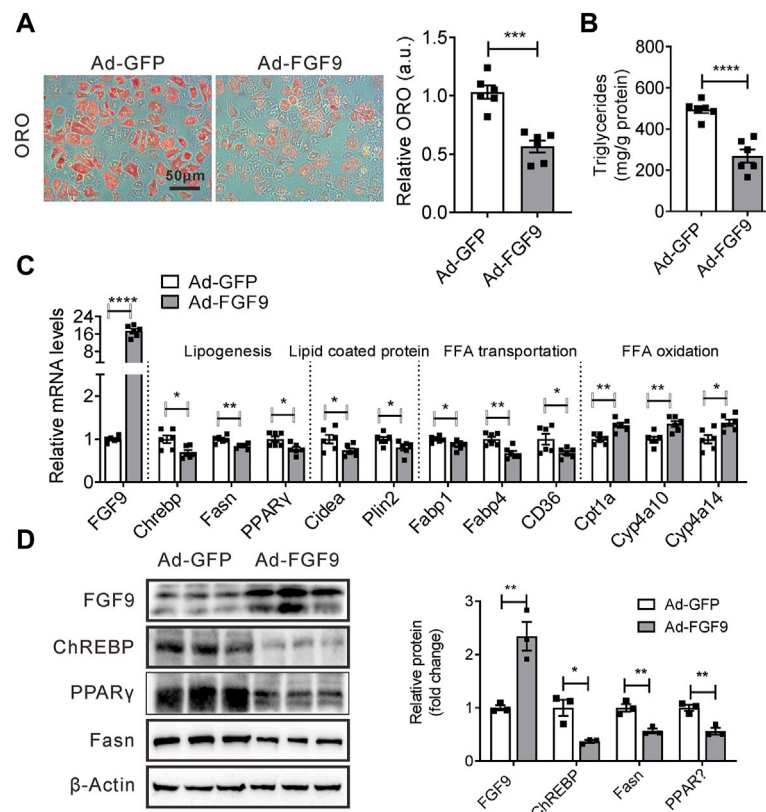 A
Ad-GFP Ad-FGF9
ORO
50μm
Relative ORO (a.u.)
1.5
1.0
0.5
0.0
***
Ad-GFP
Ad-FGF9
B
Triglycerides
(mg/g protein)
800
600
400
200
0
****
Ad-GFP
Ad-FGF9
C
Ad-GFP
Ad-FGF9
Relative mRNA levels
24
16
8
2
1
0
Lipogenesis Lipid coated protein FFA transportation FFA oxidation
**** * ** * * * * ** * ** ** *
FGF9
Chrebp
Fasn
PPARγ
Cidea
Plin2
Fabp1
Fabp4
CD36
Cpt1a
Cyp4a10
Cyp4a14
D
Ad-GFP Ad-FGF9
FGF9
ChREBP
PPARγ
Fasn
β-Actin
Relative protein
(fold change)
3
2
1
0
** * ** **
Ad-GFP
Ad-FGF9
FGF9
ChREBP
Fasn
PPAR?